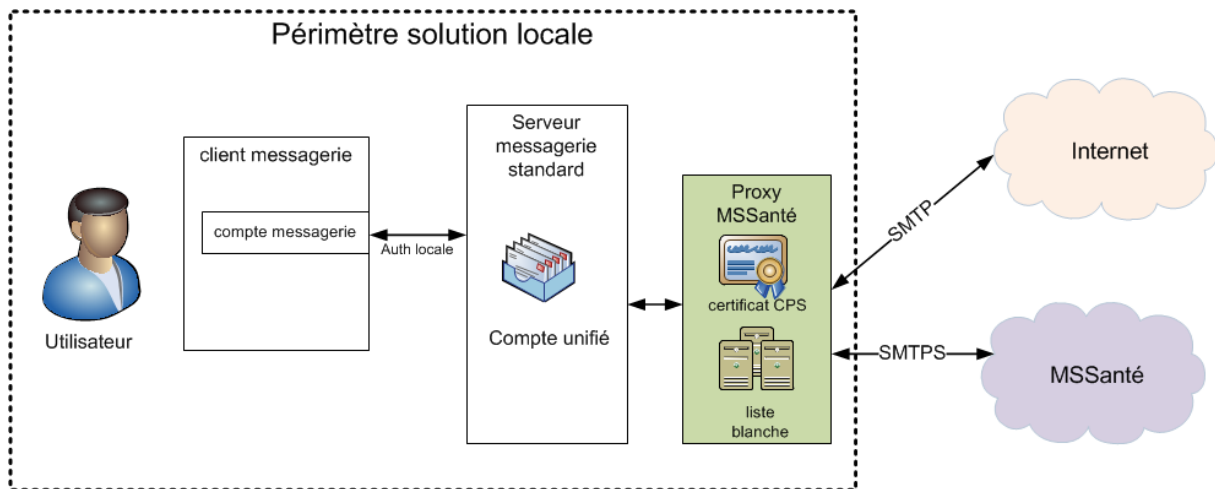 Périmètre solution locale
client messagerie
compte messagerie
Utilisateur
Auth locale
Serveur
messagerie
standard
Compte unifié
Proxy
MSSanté
certificat CPS
liste
blanche
SMTP
SMTPS
Internet
MSSanté